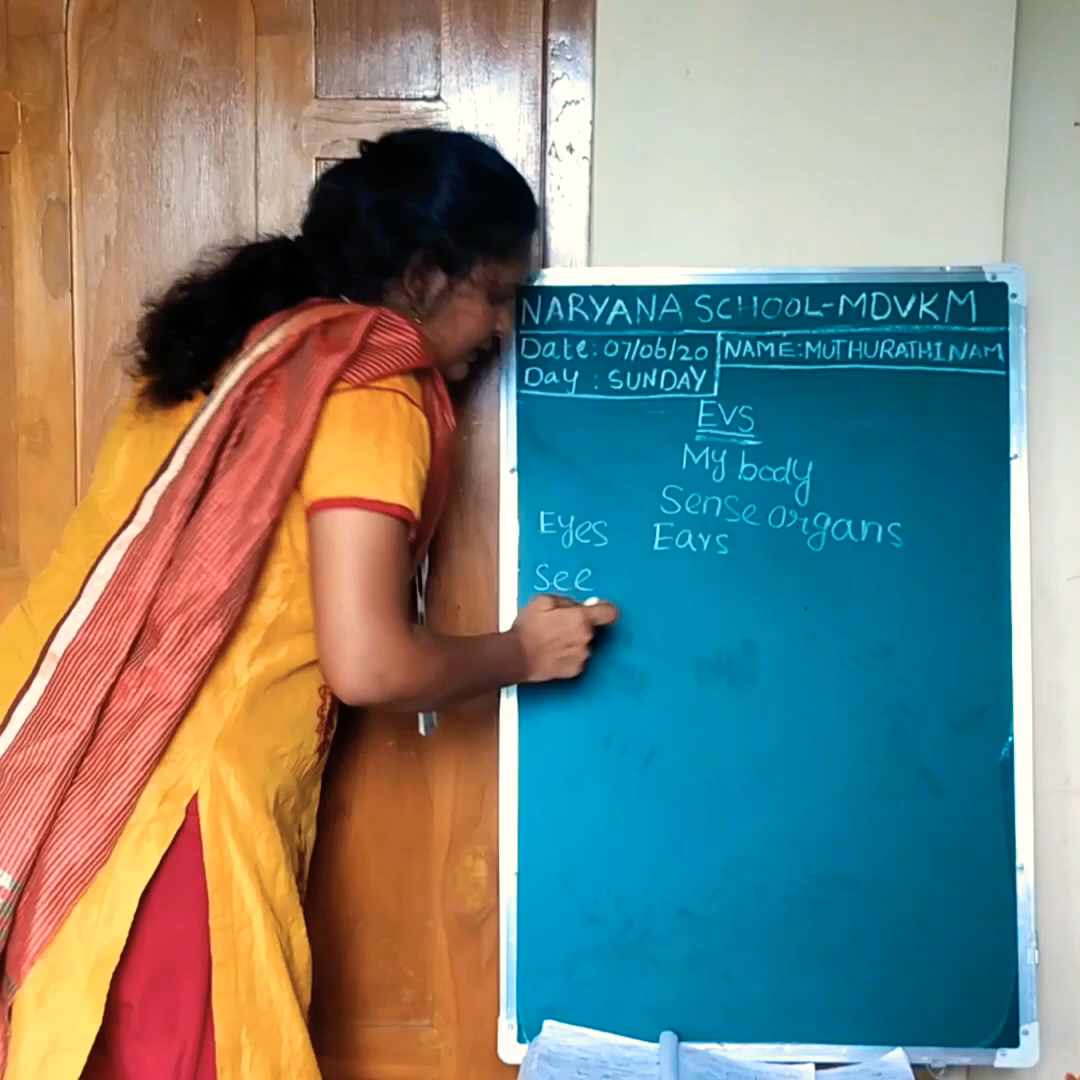 NARYANA SCHOOL-MDVKM
Date: 07/06/20
Day : SUNDAY
NAME:MUTHURATHINAM
EVS
My body
Sense organs
Eyes Ears
See